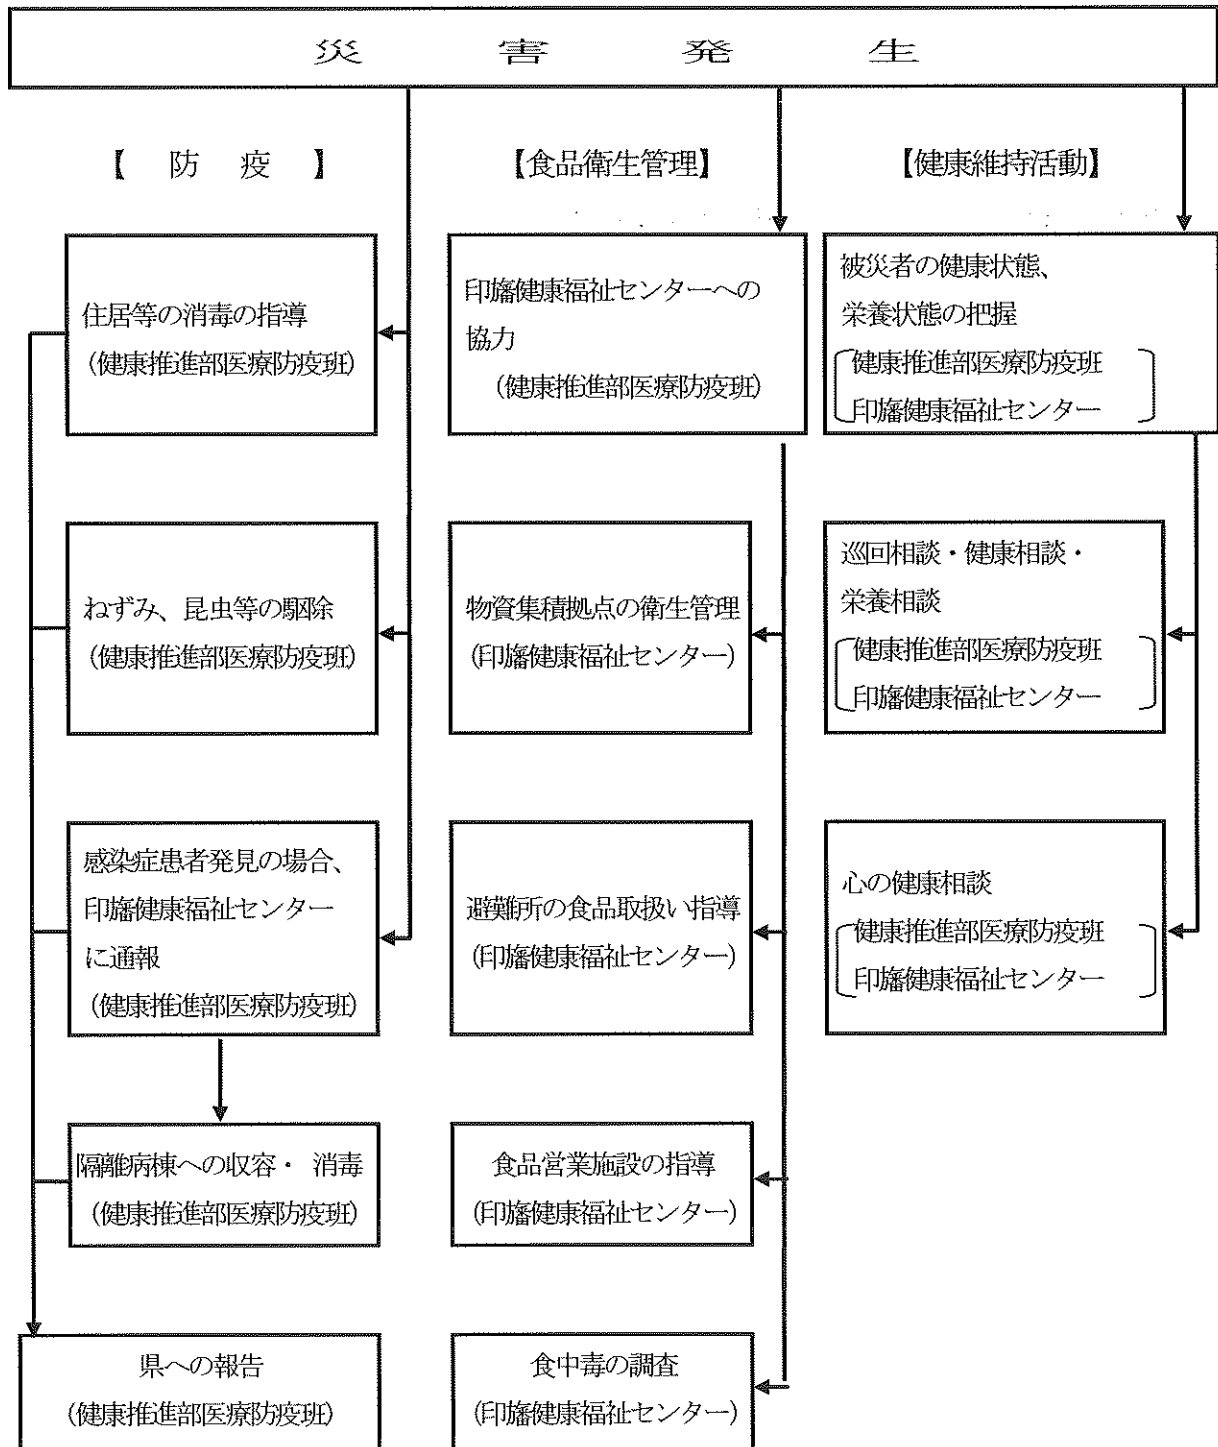 災害発生
【 防 疫 】
住居等の消毒の指導
(健康推進部医療防疫班)
ねずみ、昆虫等の駆除
(健康推進部医療防疫班)
感染症患者発見の場合、
印旛健康福祉センター
に通報
(健康推進部医療防疫班)
隔離病棟への収容・ 消毒
(健康推進部医療防疫班)
県への報告
(健康推進部医療防疫班)
【食品衛生管理】
印旛健康福祉センターへの
協力
(健康推進部医療防疫班)
物資集積拠点の衛生管理
(印旛健康福祉センター)
避難所の食品取扱い指導
(印旛健康福祉センター)
食品営業施設の指導
(印旛健康福祉センター)
食中毒の調査
(印旛健康福祉センター)
【健康維持活動】
被災者の健康状態、
栄養状態の把握
健康推進部医療防疫班
印旛健康福祉センター
巡回相談・健康相談・
栄養相談
健康推進部医療防疫班
印旛健康福祉センター
心の健康相談
健康推進部医療防疫班
印旛健康福祉センター